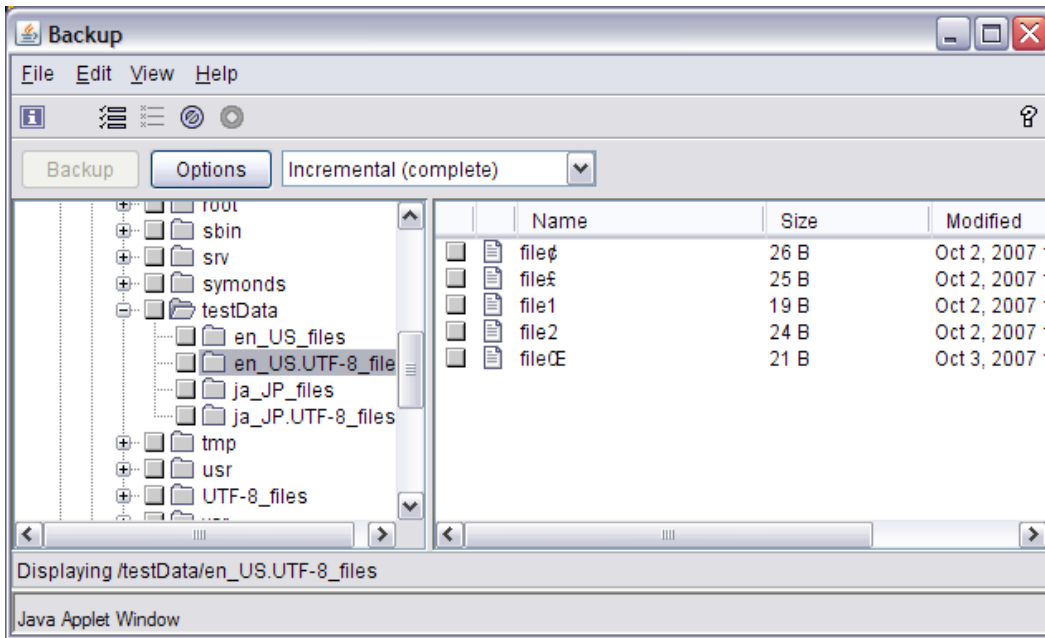 Backup
File Edit View Help
Backup Options Incremental (complete)
root
sbin
srv
symonds
testData
en_US_files
en_US.UTF-8_file
ja_JP_files
ja_JP.UTF-8_files
tmp
usr
UTF-8_files
Name Size Modified
file¢ 26 B Oct 2, 2007
file£ 25 B Oct 2, 2007
file1 19 B Oct 2, 2007
file2 24 B Oct 2, 2007
fileŒ 21 B Oct 3, 2007
Displaying /testData/en_US.UTF-8_files
Java Applet Window